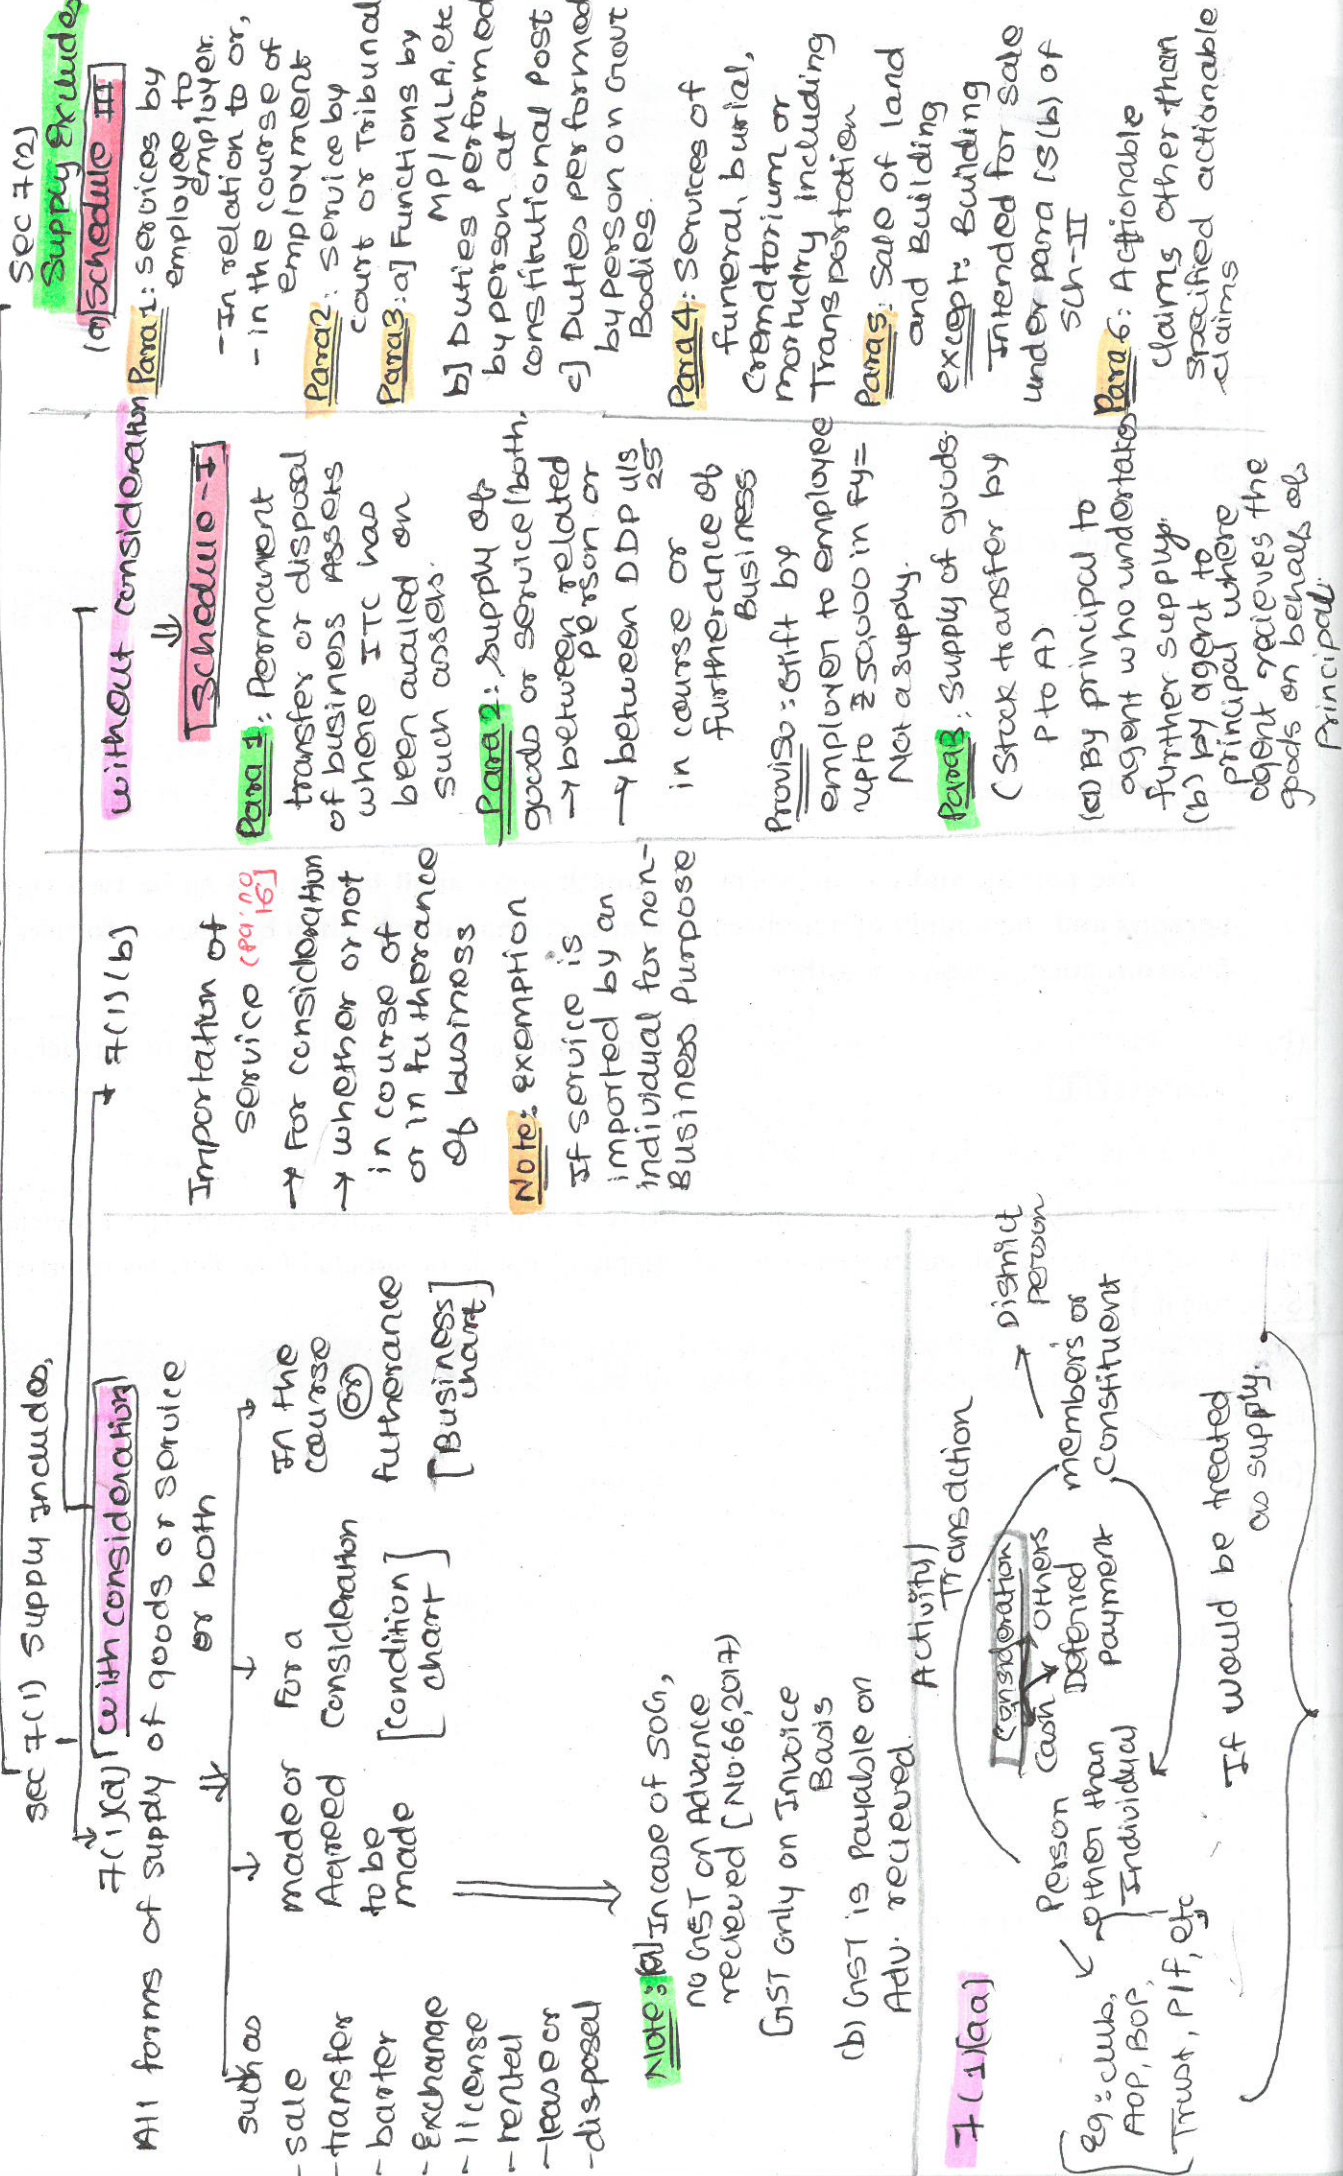 sec 7(1) supply includes,
7(1)(a) with consideration
All forms of supply of goods or service
or both
such as
- sale
- transfer
- barter
- Exchange
- license
- rental
- lease or
- disposal
made or
Agreed
to be
made
For a
Consideration
[condition
chart]
In the
course
(or)
futherance
[Business
chart]
Note: (a) Incase of SOG,
no GST on Advance
recieved [No 66, 2017]
GST only on Invoice
Basis
(b) GST is Payable on
Adv. recieved.
7(1)(aa)
Activity/
Transaction
Person
other than
Individual
Eg: club,
AOP, BOP,
Trust, P/f, etc
Consideration
Cash
others
Deferred
payment
members or
constituent
District
person
If would be treated
as supply.
7(1)(b)
Importation of
service (pg. no
16]
→ For consideration
→ whether or not
in course of
or in futherance
of business
Note: exemption
If service is
imported by an
individual for non-
Business Purpose
without consideration
Schedule-I
Para 1: Permanent
transfer or disposal
of business Assets
where ITC has
been availed on
such assets.
Para 2: supply of
goods or service/both.
→ between related
person or
→ between DDP u/s
25
in course or
furtherance of
Business
Proviso: Gift by
employer to employee
upto ₹50,000 in FY =
Not a supply.
Para 3: supply of goods.
(Stock transfer by
P to A)
(a) By principal to
agent who undertakes
further supply.
(b) by agent to
principal where
agent recieves the
goods on behalf of
principal.
Sec 7(2)
Supply Excludes
(a) Schedule III
Para 1: services by
employee to
employer.
- In relation to or,
- in the course of
employment
Para 2: service by
court or Tribunal
Para 3: a] Functions by
MP/MLA, etc
b] Duties performed
by person at
constitutional post
c] Duties performed
by person on Govt
Bodies.
Para 4: services of
funeral, burial,
crematorium or
mortuary including
Transportation
Para 5: sale of land
and Building
except: Building
Intended for sale
under para (5)(b) of
Sch-II
Para 6: Actionable
claims other than
specified actionable
claims